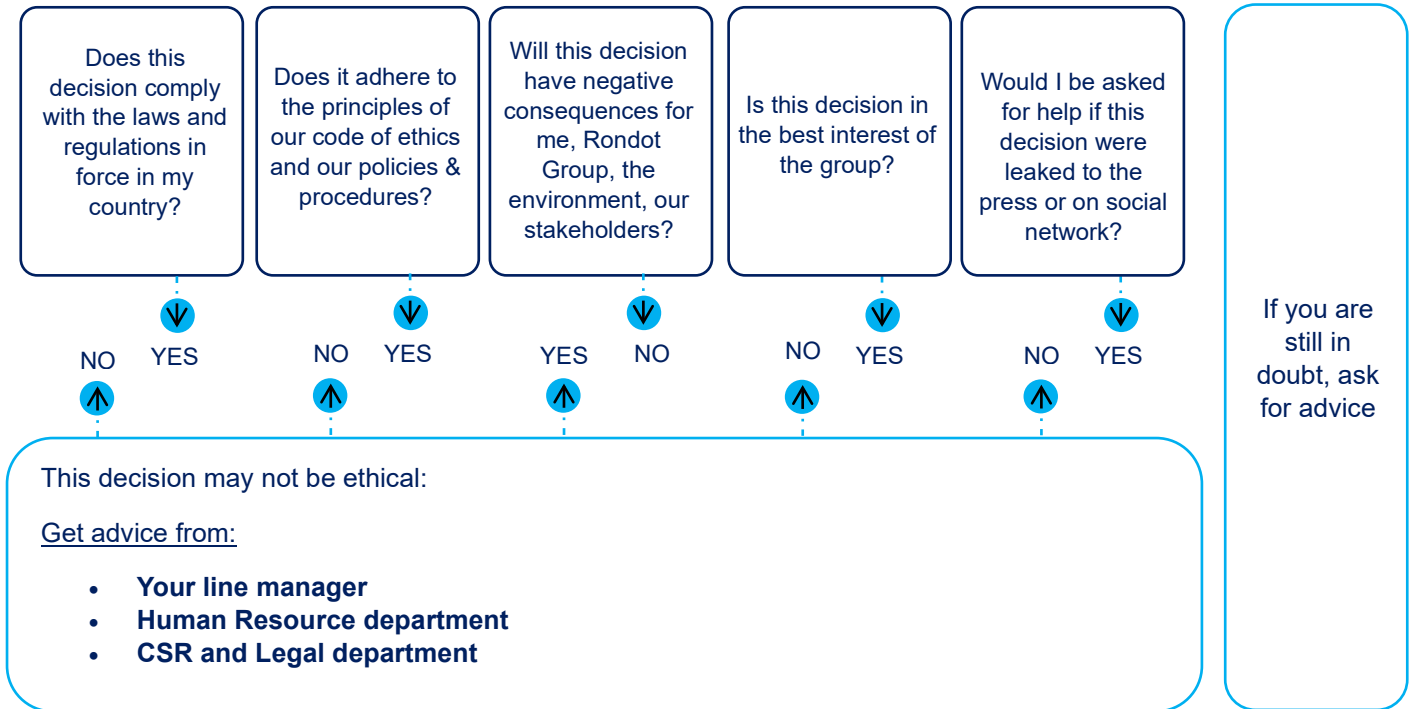 Does this
decision comply
with the laws and
regulations in
force in my
country?
Does it adhere to
the principles of
our code of ethics
and our policies &
procedures?
Will this decision
have negative
consequences for
me, Rondot
Group, the
environment, our
stakeholders?
Is this decision in
the best interest of
the group?
Would I be asked
for help if this
decision were
leaked to the
press or on social
network?
NO YES
NO YES
YES NO
NO YES
NO YES
If you are
still in
doubt, ask
for advice
This decision may not be ethical:
Get advice from:
• Your line manager
• Human Resource department
• CSR and Legal department